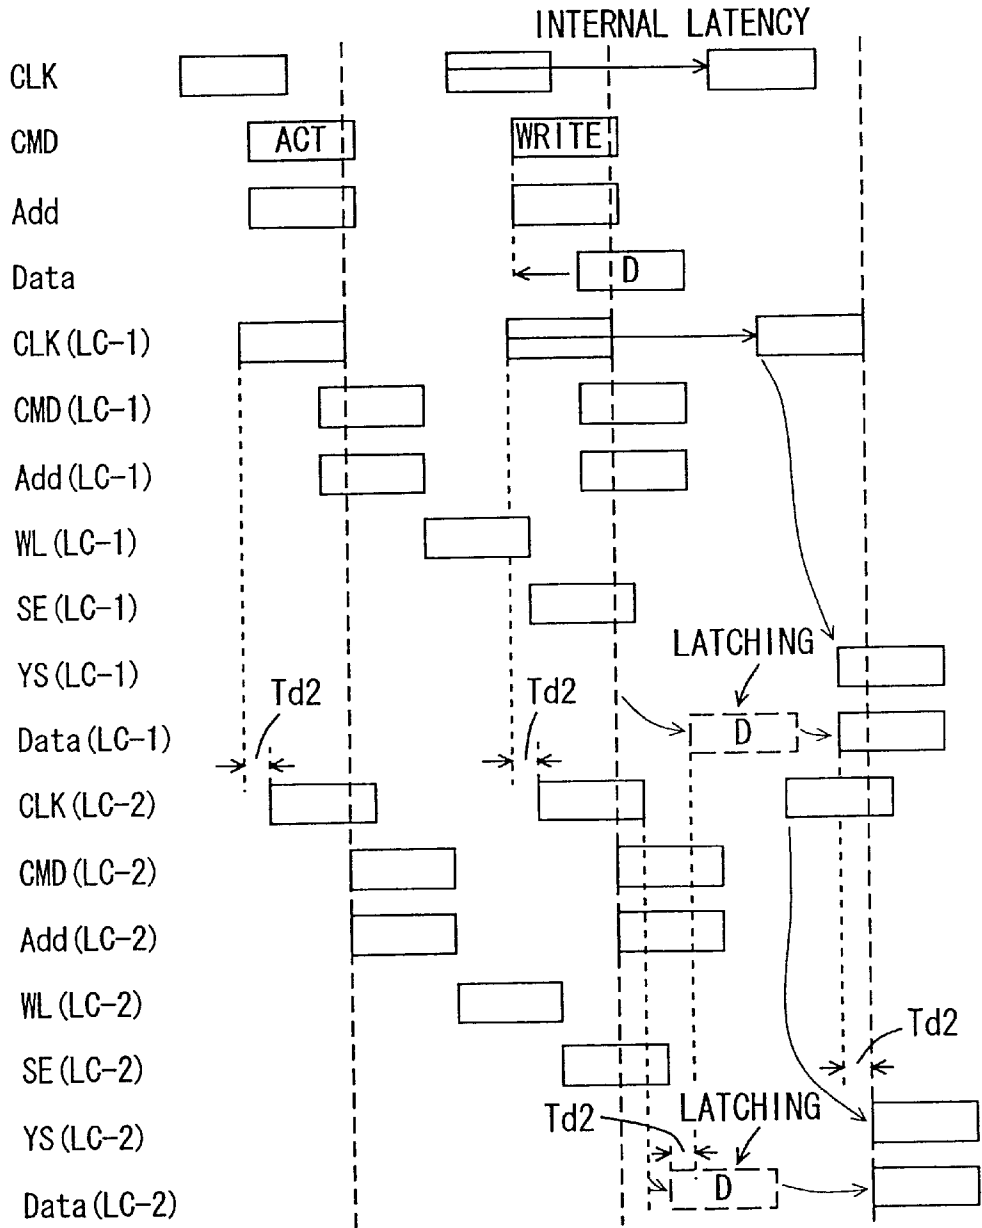 INTERNAL LATENCY
CLK
CMD ACT WRITE
Add
Data D
CLK(LC-1)
CMD(LC-1)
Add(LC-1)
WL(LC-1)
SE(LC-1)
LATCHING
YS(LC-1)
Td2 Td2
Data(LC-1) D
CLK(LC-2)
CMD(LC-2)
Add(LC-2)
WL(LC-2)
Td2
SE(LC-2)
Td2 LATCHING
YS(LC-2)
Data(LC-2) D